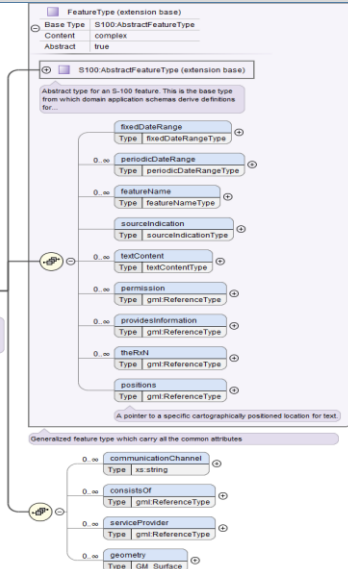 FeatureType (extension base)
Base Type S100:AbstractFeatureType
Content complex
Abstract true
S100:AbstractFeatureType (extension base)
Abstract type for an S-100 feature. This is the base type
from which domain application schemas derive definitions
for...
fixedDateRange
Type fixedDateRangeType
0..∞ periodicDateRange
Type periodicDateRangeType
0..∞ featureName
Type featureNameType
sourceIndication
Type sourceIndicationType
0..∞ textContent
Type textContentType
0..∞ permission
Type gml:ReferenceType
0..∞ providesInformation
Type gml:ReferenceType
0..∞ theRxN
Type gml:ReferenceType
positions
Type gml:ReferenceType
A pointer to a specific cartographically positioned location for text.
Generalized feature type which carry all the common attributes
0..∞ communicationChannel
Type xs:string
0..∞ consistsOf
Type gml:ReferenceType
0..∞ serviceProvider
Type gml:ReferenceType
0..∞ geometry
Type GM_Surface